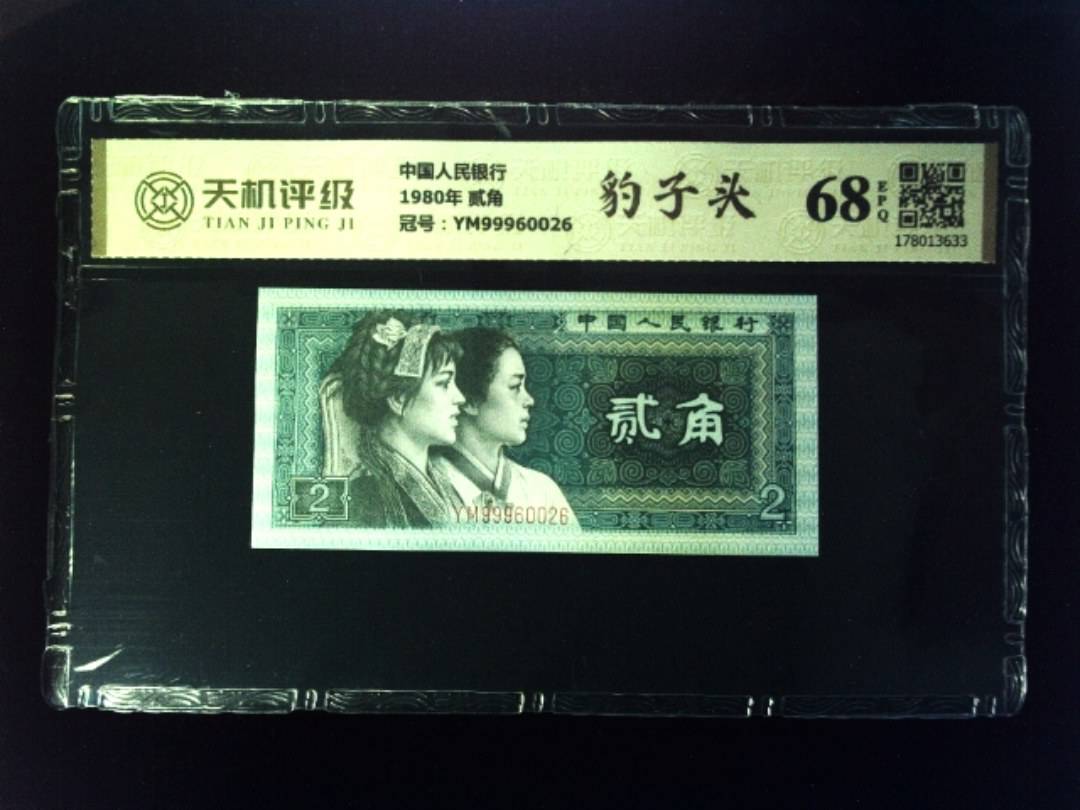 天机评级
TIAN JI PING JI
中国人民银行
1980年 贰角
冠号：YM99960026
豹子头
68
EPQ
178013633
中国人民银行
贰角
2
YM99960026
2